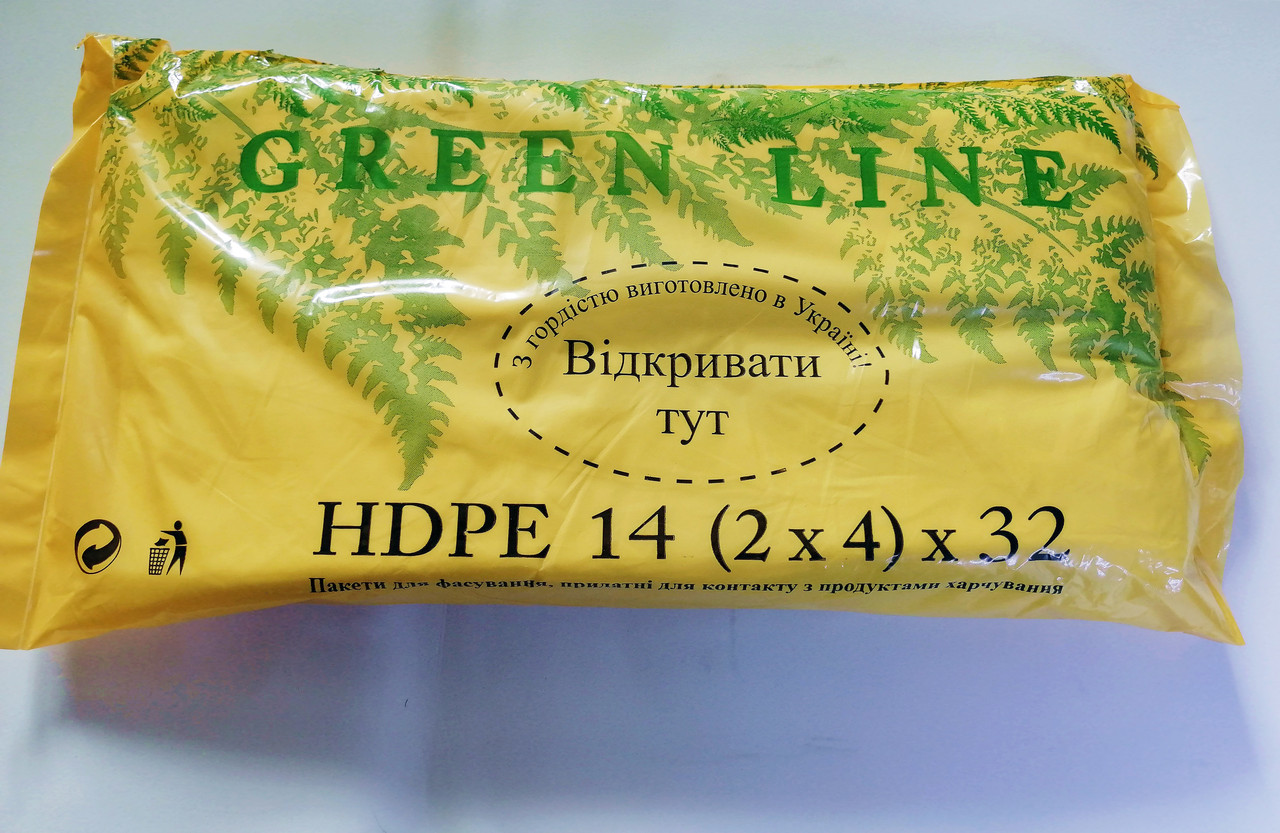 GREEN LINE
З гордістю виготовлено в Україні!
Відкривати
тут
HDPE 14 (2 x 4) x 32
Пакети для фасування, придатні для контакту з продуктами харчування